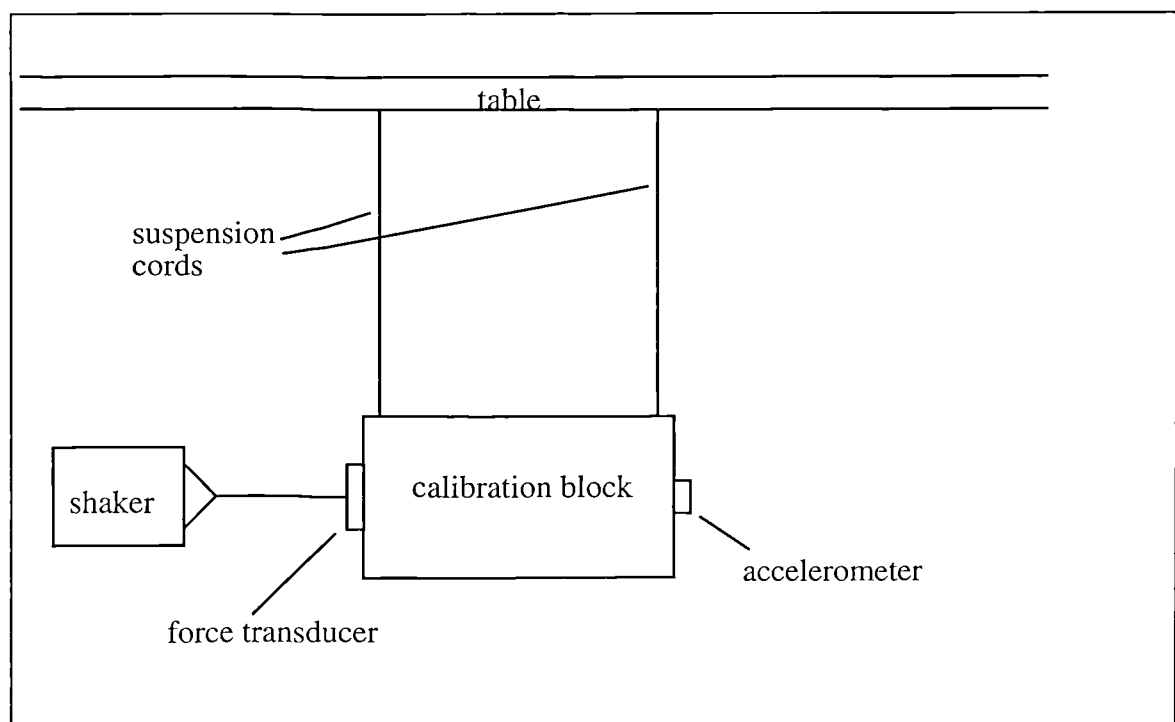 table
suspension
cords
shaker
calibration block
accelerometer
force transducer